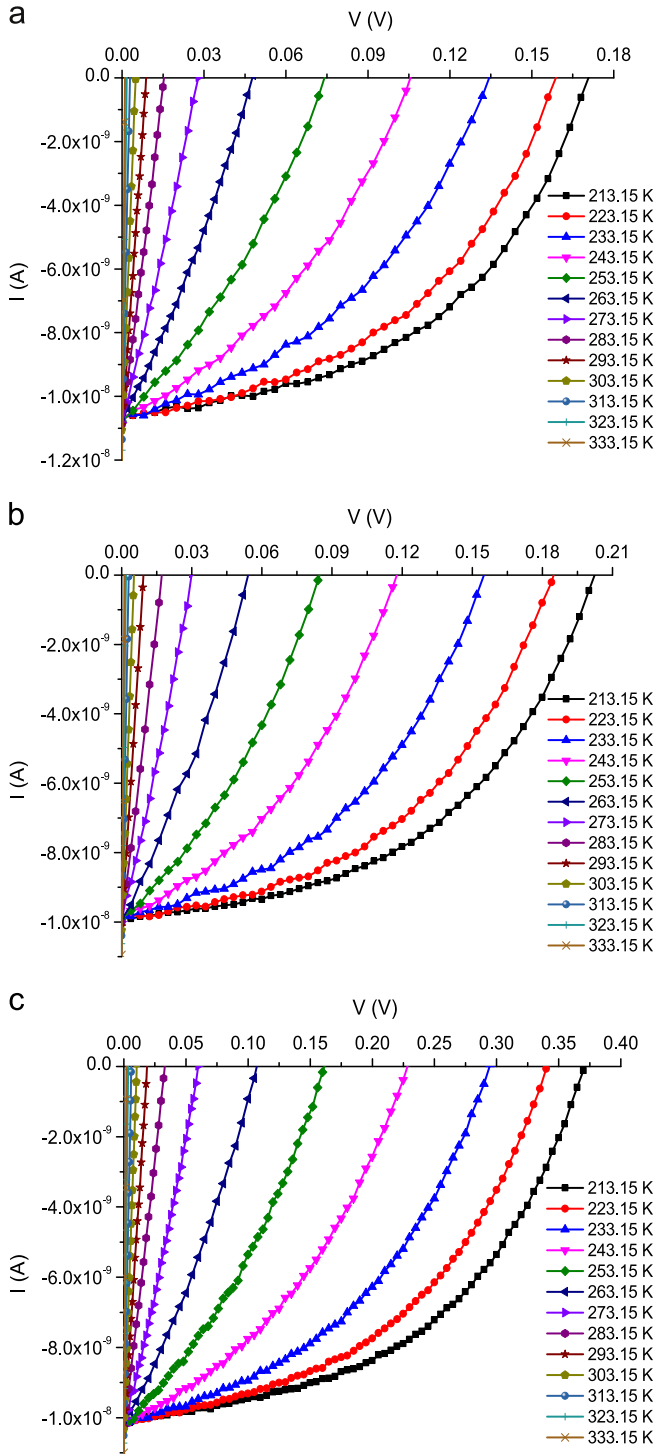 a
V (V)
0.00 0.03 0.06 0.09 0.12 0.15 0.18
0.0
-2.0x10⁻⁹
-4.0x10⁻⁹
-6.0x10⁻⁹
-8.0x10⁻⁹
-1.0x10⁻⁸
-1.2x10⁻⁸
I (A)
213.15 K
223.15 K
233.15 K
243.15 K
253.15 K
263.15 K
273.15 K
283.15 K
293.15 K
303.15 K
313.15 K
323.15 K
333.15 K
b
V (V)
0.00 0.03 0.06 0.09 0.12 0.15 0.18 0.21
0.0
-2.0x10⁻⁹
-4.0x10⁻⁹
-6.0x10⁻⁹
-8.0x10⁻⁹
-1.0x10⁻⁸
I (A)
213.15 K
223.15 K
233.15 K
243.15 K
253.15 K
263.15 K
273.15 K
283.15 K
293.15 K
303.15 K
313.15 K
323.15 K
333.15 K
c
V (V)
0.00 0.05 0.10 0.15 0.20 0.25 0.30 0.35 0.40
0.0
-2.0x10⁻⁹
-4.0x10⁻⁹
-6.0x10⁻⁹
-8.0x10⁻⁹
-1.0x10⁻⁸
I (A)
213.15 K
223.15 K
233.15 K
243.15 K
253.15 K
263.15 K
273.15 K
283.15 K
293.15 K
303.15 K
313.15 K
323.15 K
333.15 K